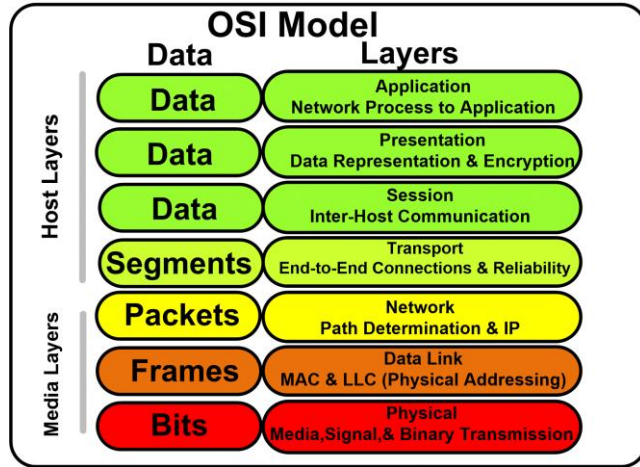 OSI Model
Data Layers
Host Layers
Data
Application
Network Process to Application
Data
Presentation
Data Representation & Encryption
Data
Session
Inter-Host Communication
Segments
Transport
End-to-End Connections & Reliability
Media Layers
Packets
Network
Path Determination & IP
Frames
Data Link
MAC & LLC (Physical Addressing)
Bits
Physical
Media,Signal,& Binary Transmission